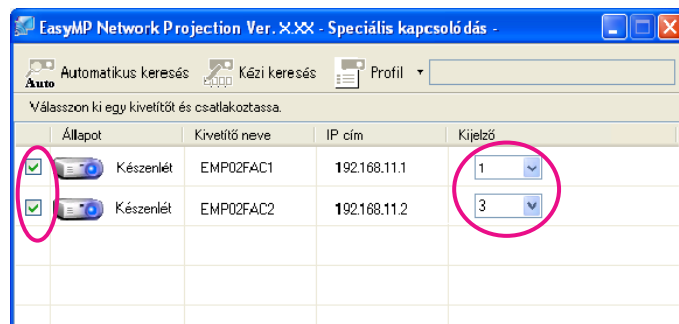 EasyMP Network Projection Ver. X.XX - Speciális kapcsolódás -
Auto Automatikus keresés Kézi keresés Profil
Válasszon ki egy kivetítőt és csatlakoztassa.
Állapot Kivetítő neve IP cím Kijelző
Készenlét EMP02FAC1 192.168.11.1 1
Készenlét EMP02FAC2 192.168.11.2 3